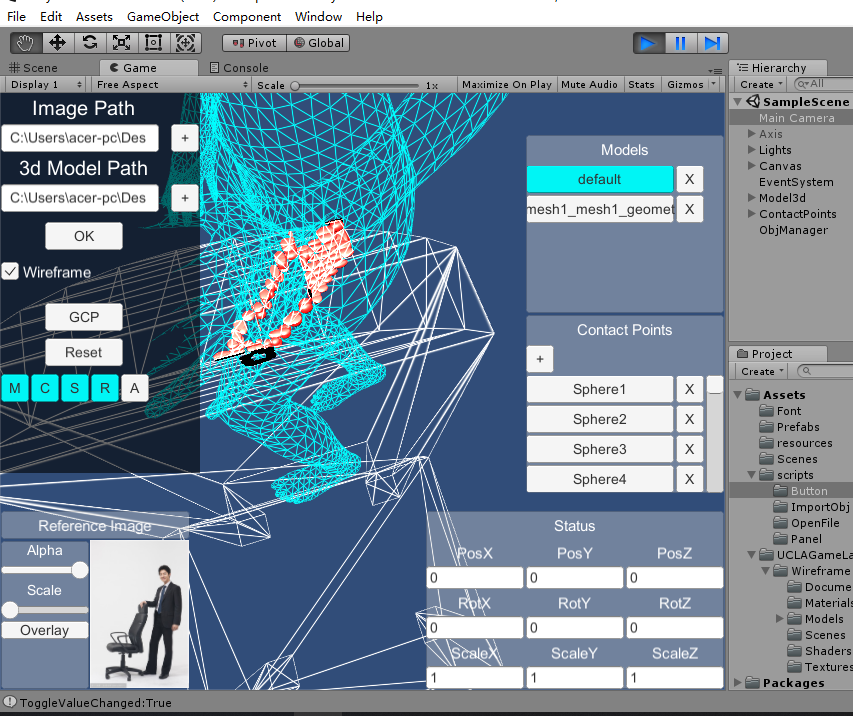 File Edit Assets GameObject Component Window Help
Pivot Global
Scene Game Console
Display 1 Free Aspect Scale 1x Maximize On Play Mute Audio Stats Gizmos
Image Path
C:\Users\acer-pc\Des +
3d Model Path
C:\Users\acer-pc\Des +
OK
Wireframe
GCP
Reset
M C S R A
Models
default X
mesh1_mesh1_geomet X
Contact Points
+
Sphere1 X
Sphere2 X
Sphere3 X
Sphere4 X
Reference Image
Alpha
Scale
Overlay
Status
PosX PosY PosZ
0 0 0
RotX RotY RotZ
0 0 0
ScaleX ScaleY ScaleZ
1 1 1
Hierarchy
Create All
SampleScene
Main Camera
Axis
Lights
Canvas
EventSystem
Model3d
ContactPoints
ObjManager
Project
Create
Assets
Font
Prefabs
resources
Scenes
scripts
Button
ImportObj
OpenFile
Panel
UCLAGameLa
Wireframe
Docume
Materials
Models
Scenes
Shaders
Textures
Packages
ToggleValueChanged:True